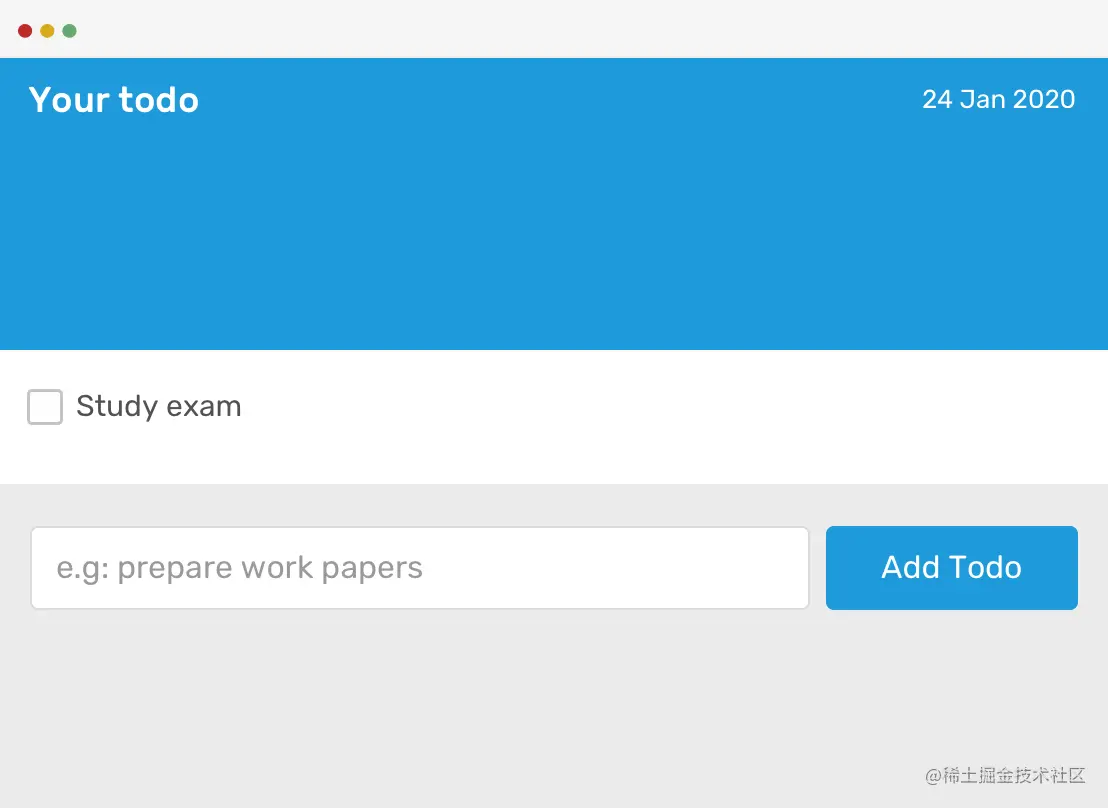 Your todo
24 Jan 2020
Study exam
e.g: prepare work papers
Add Todo
@稀土掘金技术社区